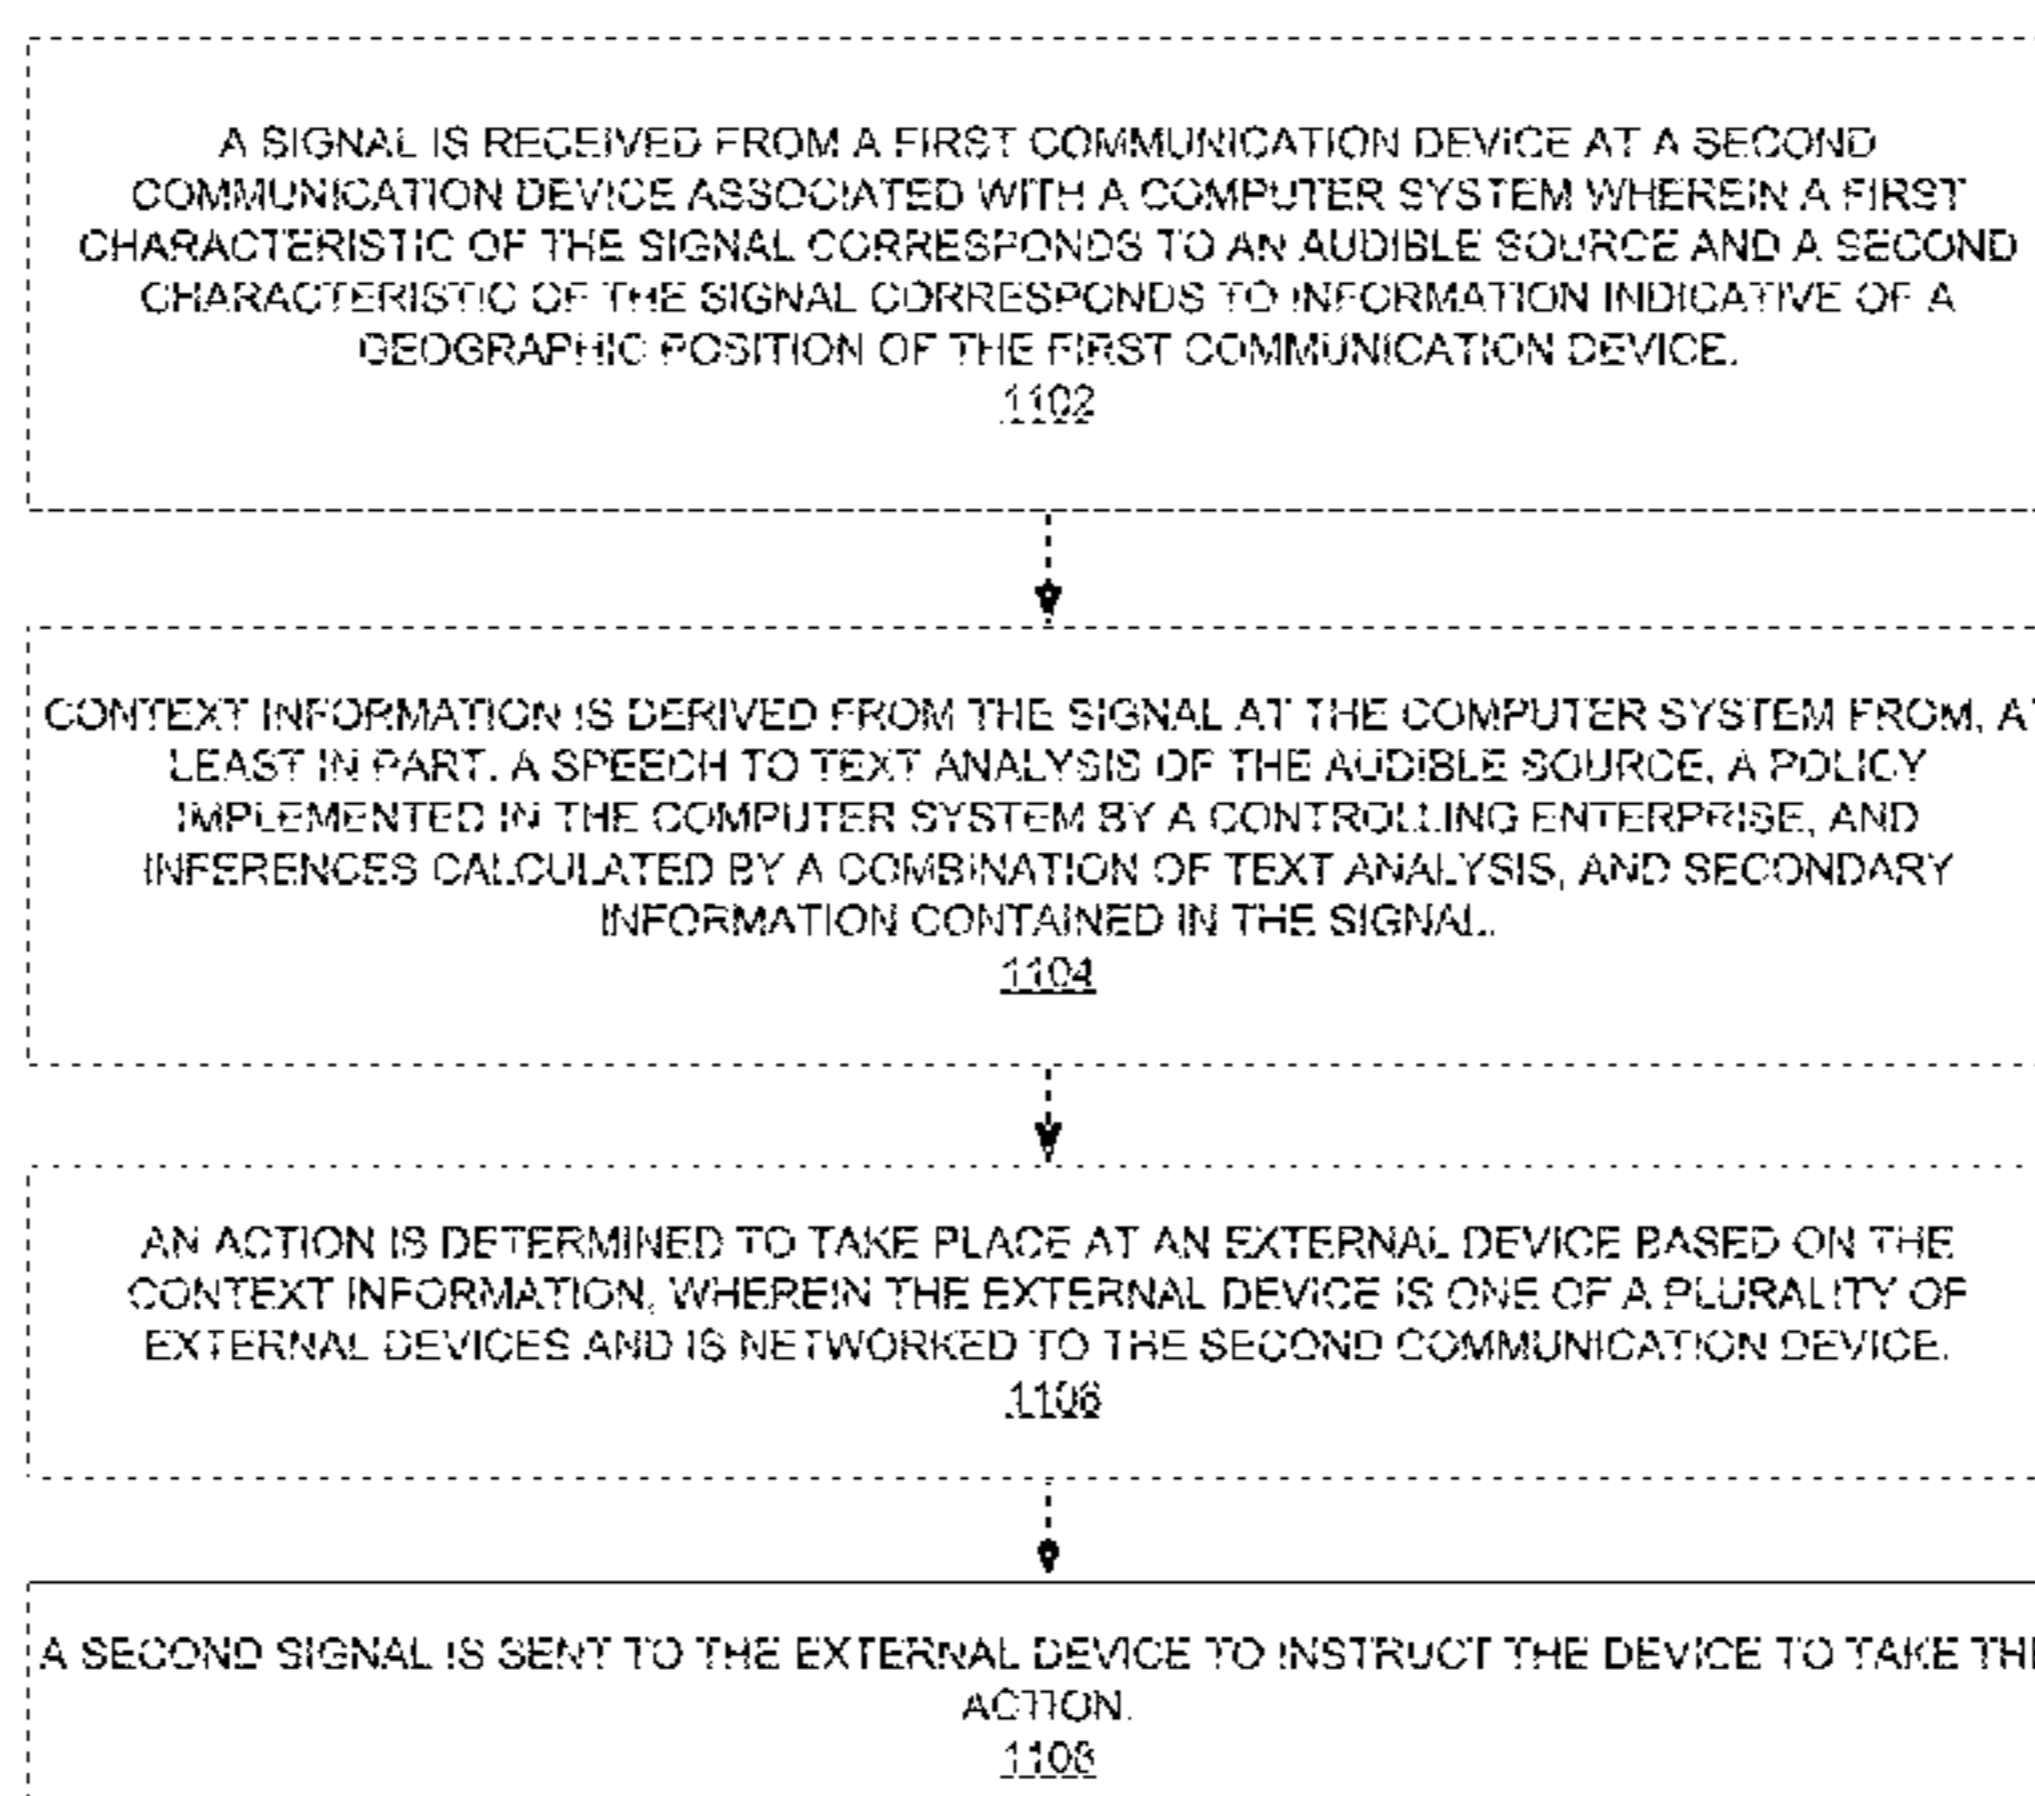 A SIGNAL IS RECEIVED FROM A FIRST COMMUNICATION DEVICE AT A SECOND
COMMUNICATION DEVICE ASSOCIATED WITH A COMPUTER SYSTEM WHEREIN A FIRST
CHARACTERISTIC OF THE SIGNAL CORRESPONDS TO AN AUDIBLE SOURCE AND A SECOND
CHARACTERISTIC OF THE SIGNAL CORRESPONDS TO INFORMATION INDICATIVE OF A
GEOGRAPHIC POSITION OF THE FIRST COMMUNICATION DEVICE.
1102
CONTEXT INFORMATION IS DERIVED FROM THE SIGNAL AT THE COMPUTER SYSTEM FROM, AT
LEAST IN PART, A SPEECH TO TEXT ANALYSIS OF THE AUDIBLE SOURCE, A POLICY
IMPLEMENTED IN THE COMPUTER SYSTEM BY A CONTROLLING ENTERPRISE, AND
INFERENCES CALCULATED BY A COMBINATION OF TEXT ANALYSIS, AND SECONDARY
INFORMATION CONTAINED IN THE SIGNAL.
1104
AN ACTION IS DETERMINED TO TAKE PLACE AT AN EXTERNAL DEVICE BASED ON THE
CONTEXT INFORMATION, WHEREIN THE EXTERNAL DEVICE IS ONE OF A PLURALITY OF
EXTERNAL DEVICES AND IS NETWORKED TO THE SECOND COMMUNICATION DEVICE.
1106
A SECOND SIGNAL IS SENT TO THE EXTERNAL DEVICE TO INSTRUCT THE DEVICE TO TAKE THE
ACTION.
1108